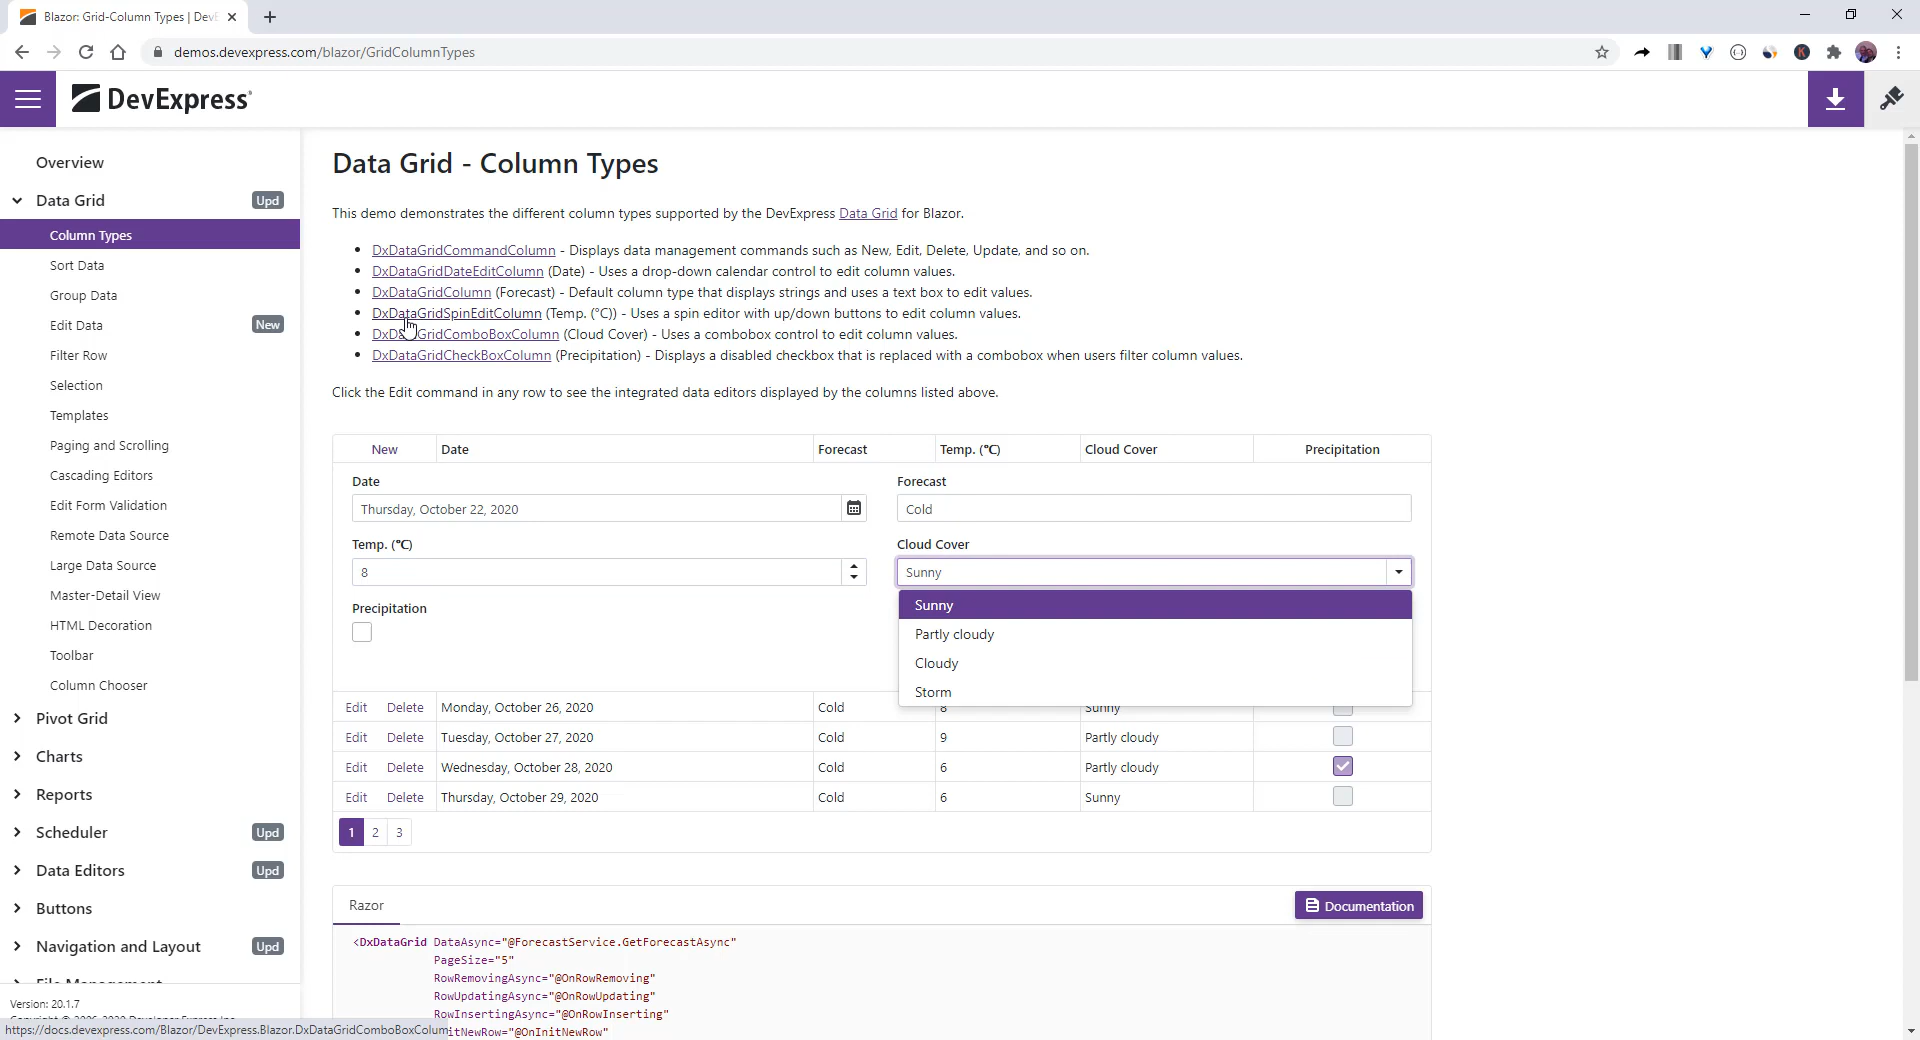 Blazor: Grid-Column Types | DevE
demos.devexpress.com/blazor/GridColumnTypes
DevExpress
Overview
Data Grid Upd
Column Types
Sort Data
Group Data
Edit Data New
Filter Row
Selection
Templates
Paging and Scrolling
Cascading Editors
Edit Form Validation
Remote Data Source
Large Data Source
Master-Detail View
HTML Decoration
Toolbar
Column Chooser
Pivot Grid
Charts
Reports
Scheduler Upd
Data Editors Upd
Buttons
Navigation and Layout Upd
Version: 20.1.7
https://docs.devexpress.com/Blazor/DevExpress.Blazor.DxDataGridComboBoxColumn
Data Grid - Column Types
This demo demonstrates the different column types supported by the DevExpress Data Grid for Blazor.
• DxDataGridCommandColumn - Displays data management commands such as New, Edit, Delete, Update, and so on.
• DxDataGridDateEditColumn (Date) - Uses a drop-down calendar control to edit column values.
• DxDataGridColumn (Forecast) - Default column type that displays strings and uses a text box to edit values.
• DxDataGridSpinEditColumn (Temp. (°C)) - Uses a spin editor with up/down buttons to edit column values.
• DxDataGridComboBoxColumn (Cloud Cover) - Uses a combobox control to edit column values.
• DxDataGridCheckBoxColumn (Precipitation) - Displays a disabled checkbox that is replaced with a combobox when users filter column values.
Click the Edit command in any row to see the integrated data editors displayed by the columns listed above.
New Date Forecast Temp. (℃) Cloud Cover Precipitation
Date Forecast
Thursday, October 22, 2020 Cold
Temp. (℃) Cloud Cover
8 Sunny
Precipitation
Sunny
Partly cloudy
Cloudy
Storm
Edit Delete Monday, October 26, 2020 Cold 8 Sunny
Edit Delete Tuesday, October 27, 2020 Cold 9 Partly cloudy
Edit Delete Wednesday, October 28, 2020 Cold 6 Partly cloudy
Edit Delete Thursday, October 29, 2020 Cold 6 Sunny
1 2 3
Razor Documentation
<DxDataGrid DataAsync="@ForecastService.GetForecastAsync"
PageSize="5"
RowRemovingAsync="@OnRowRemoving"
RowUpdatingAsync="@OnRowUpdating"
RowInsertingAsync="@OnRowInserting"
itNewRow="@OnInitNewRow"